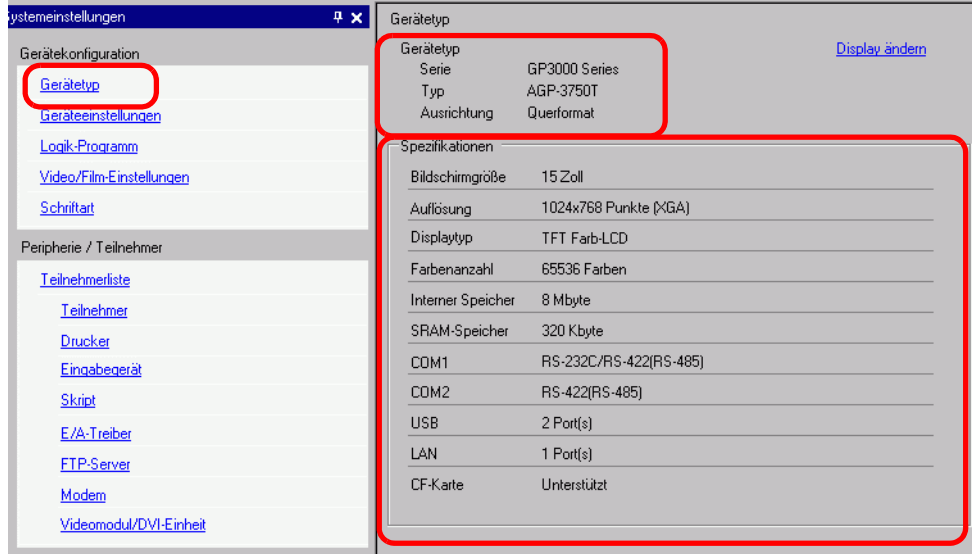 Systemeinstellungen
Gerätekonfiguration
Gerätetyp
Geräteeinstellungen
Logik-Programm
Video/Film-Einstellungen
Schriftart
Peripherie / Teilnehmer
Teilnehmerliste
Teilnehmer
Drucker
Eingabegerät
Skript
E/A-Treiber
FTP-Server
Modem
Videomodul/DVI-Einheit
Gerätetyp
Gerätetyp
Display ändern
Serie GP3000 Series
Typ AGP-3750T
Ausrichtung Querformat
Spezifikationen
Bildschirmgröße 15 Zoll
Auflösung 1024x768 Punkte (XGA)
Displaytyp TFT Farb-LCD
Farbenanzahl 65536 Farben
Interner Speicher 8 Mbyte
SRAM-Speicher 320 Kbyte
COM1 RS-232C/RS-422(RS-485)
COM2 RS-422(RS-485)
USB 2 Port(s)
LAN 1 Port(s)
CF-Karte Unterstützt